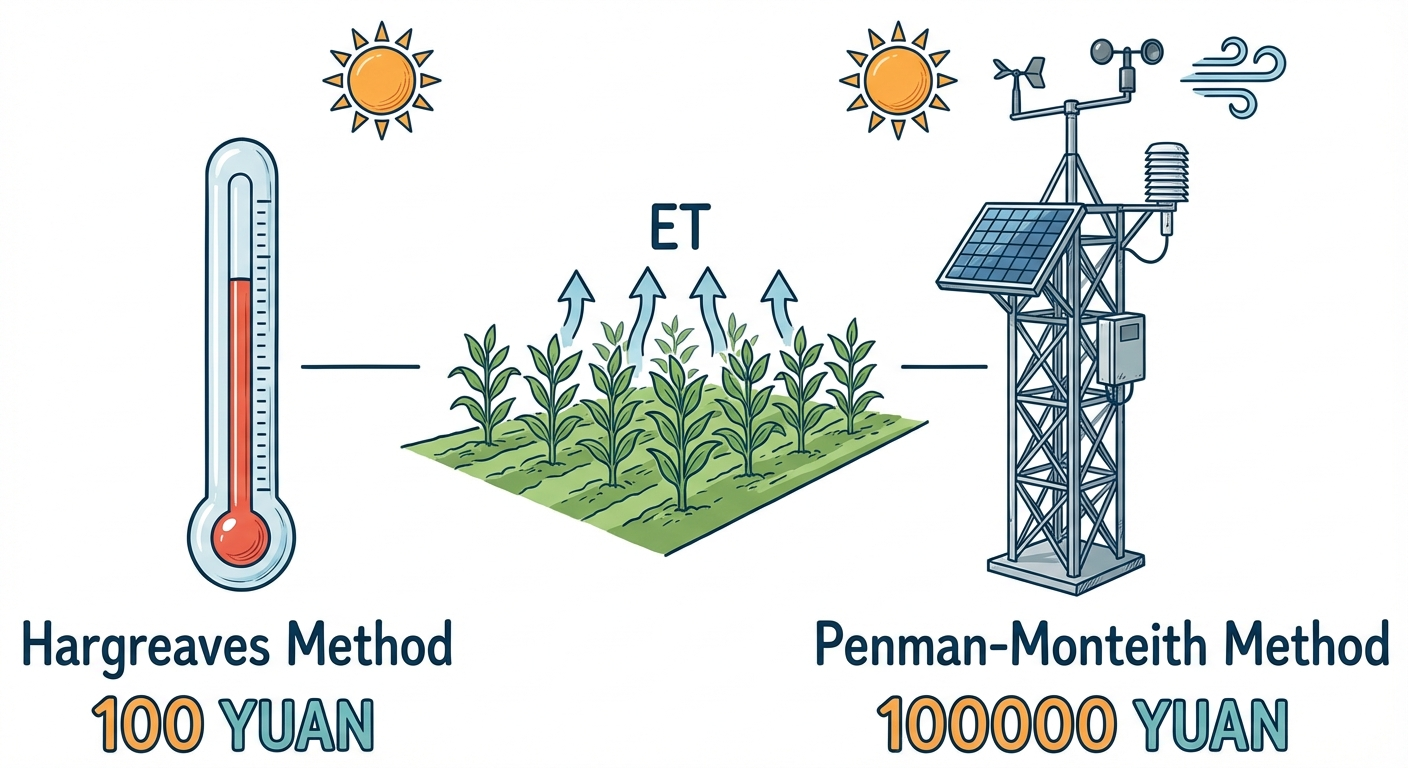 ET
Hargreaves Method
100 YUAN
Penman-Monteith Method
100000 YUAN